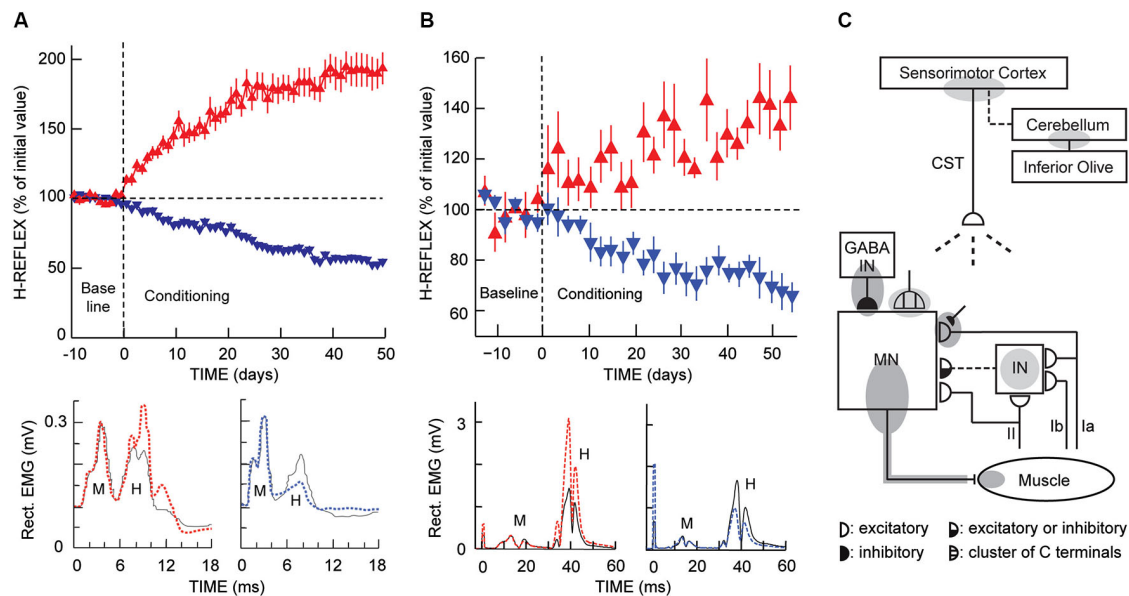 A
H-REFLEX (% of initial value)
200
150
100
50
0
Base
line
Conditioning
-10
0
10
20
30
40
50
TIME (days)
Rect. EMG (mV)
0.3
0
M
H
0
6
12
18
M
H
0
6
12
18
TIME (ms)
B
H-REFLEX (% of initial value)
160
140
120
100
80
60
Baseline
Conditioning
−10
0
10
20
30
40
50
TIME (days)
Rect. EMG (mV)
3
0
M
H
0
20
40
60
M
H
0
20
40
60
TIME (ms)
C
Sensorimotor Cortex
Cerebellum
Inferior Olive
CST
GABA
IN
MN
IN
II
Ib
Ia
Muscle
: excitatory
: excitatory or inhibitory
: inhibitory
: cluster of C terminals